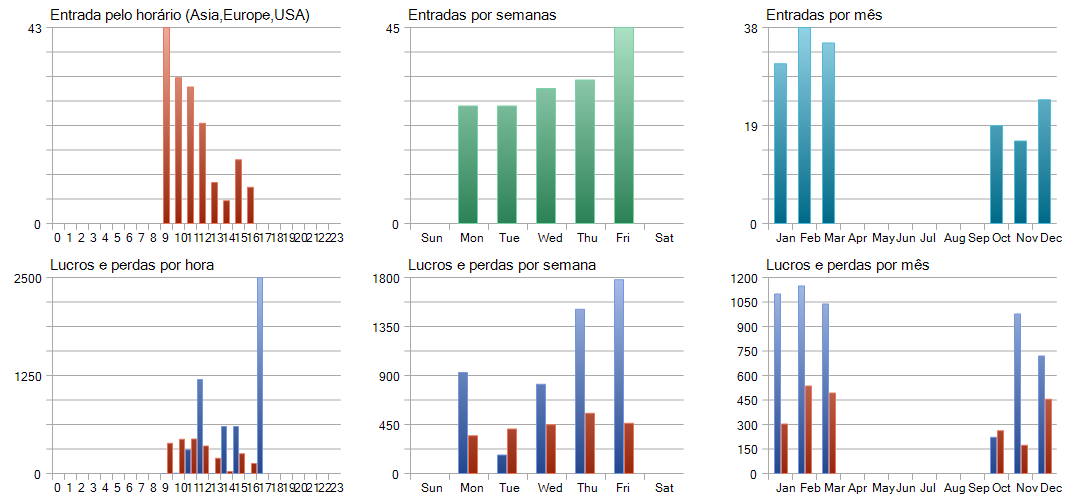 Entrada pelo horário (Asia,Europe,USA)
43
0
0 1 2 3 4 5 6 7 8 9 10 11 12 13 14 15 16 17 18 19 20 21 22 23
Entradas por semanas
45
0
Sun Mon Tue Wed Thu Fri Sat
Entradas por mês
38
19
0
Jan Feb Mar Apr May Jun Jul Aug Sep Oct Nov Dec
Lucros e perdas por hora
2500
1250
0
0 1 2 3 4 5 6 7 8 9 10 11 12 13 14 15 16 17 18 19 20 21 22 23
Lucros e perdas por semana
1800
1350
900
450
0
Sun Mon Tue Wed Thu Fri Sat
Lucros e perdas por mês
1200
1050
900
750
600
450
300
150
0
Jan Feb Mar Apr May Jun Jul Aug Sep Oct Nov Dec